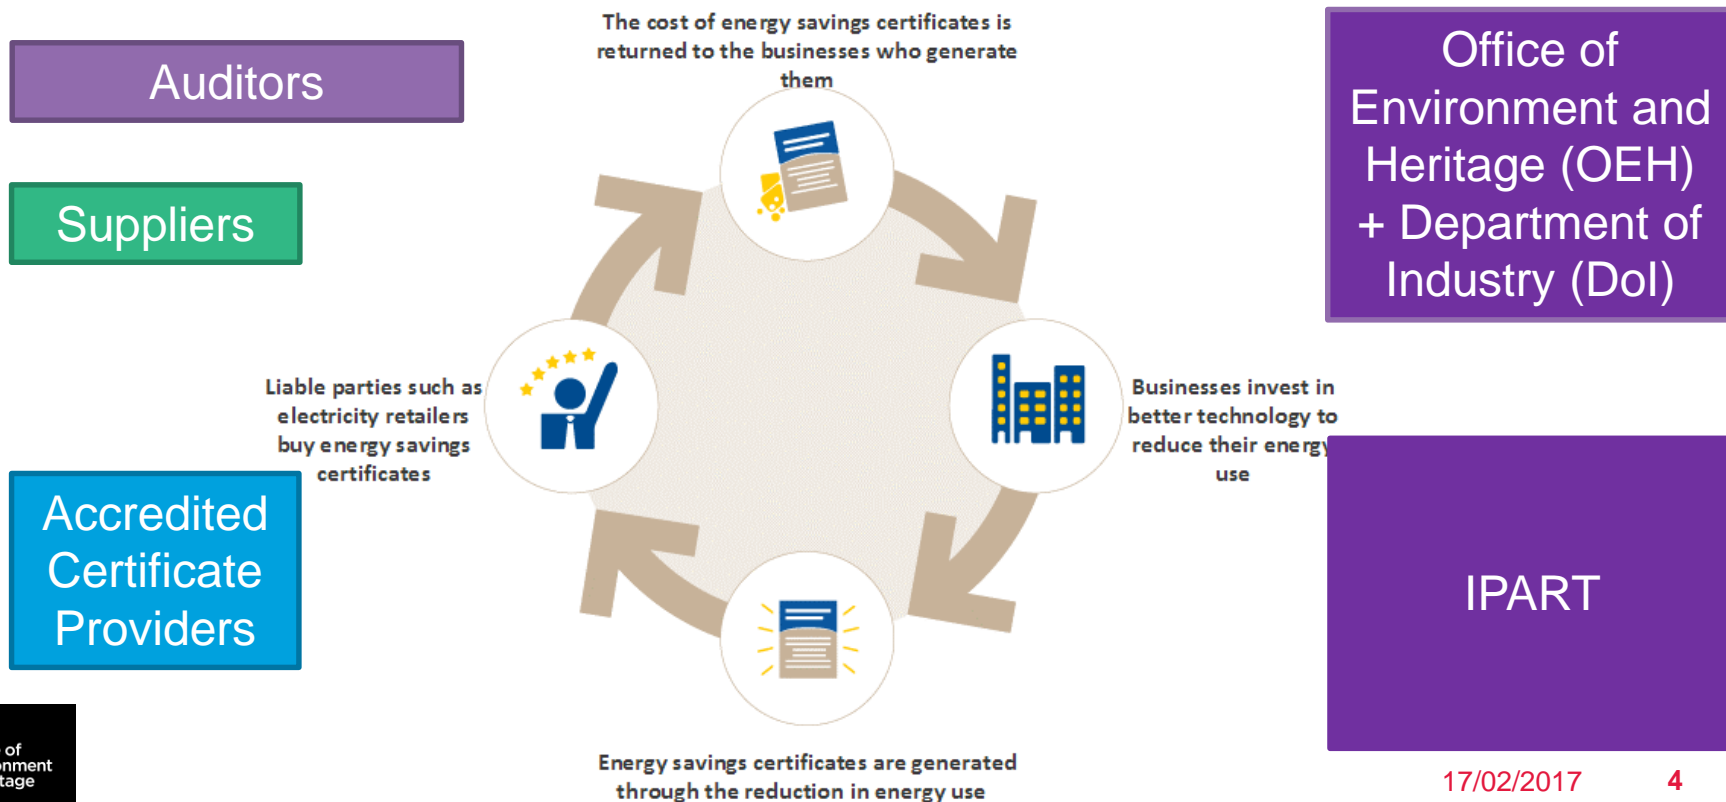 The cost of energy savings certificates is
returned to the businesses who generate
them
Auditors
Suppliers
Office of
Environment and
Heritage (OEH)
+ Department of
Industry (DoI)
Liable parties such as
electricity retailers
buy energy savings
certificates
Businesses invest in
better technology to
reduce their energy
use
Accredited
Certificate
Providers
IPART
Energy savings certificates are generated
through the reduction in energy use
of
onment
tage
17/02/2017 4